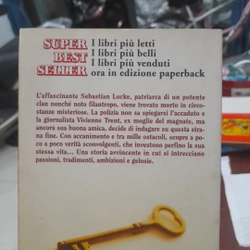 SUPER
BEST
SELLER
I libri più letti
I libri più belli
I libri più venduti
ora in edizione paperback
L'affascinante Sebastian Locke, patriarca di un potente
clan nonché noto filantropo, viene trovato morto in circo-
stanze misteriose. La polizia non sa spiegarsi l'accaduto e
la giornalista Vivienne Trent, ex moglie del magnate, ma
ancora sua buona amica, decide di indagare su questa stra-
na fine. Con accanimento e tra mille ostacoli, scopre a po-
co a poco verità sconvolgenti, che investono perfino la sua
stessa vita... Una storia avvincente in cui si intrecciano
passioni, tradimenti, ambizioni e gelosie.